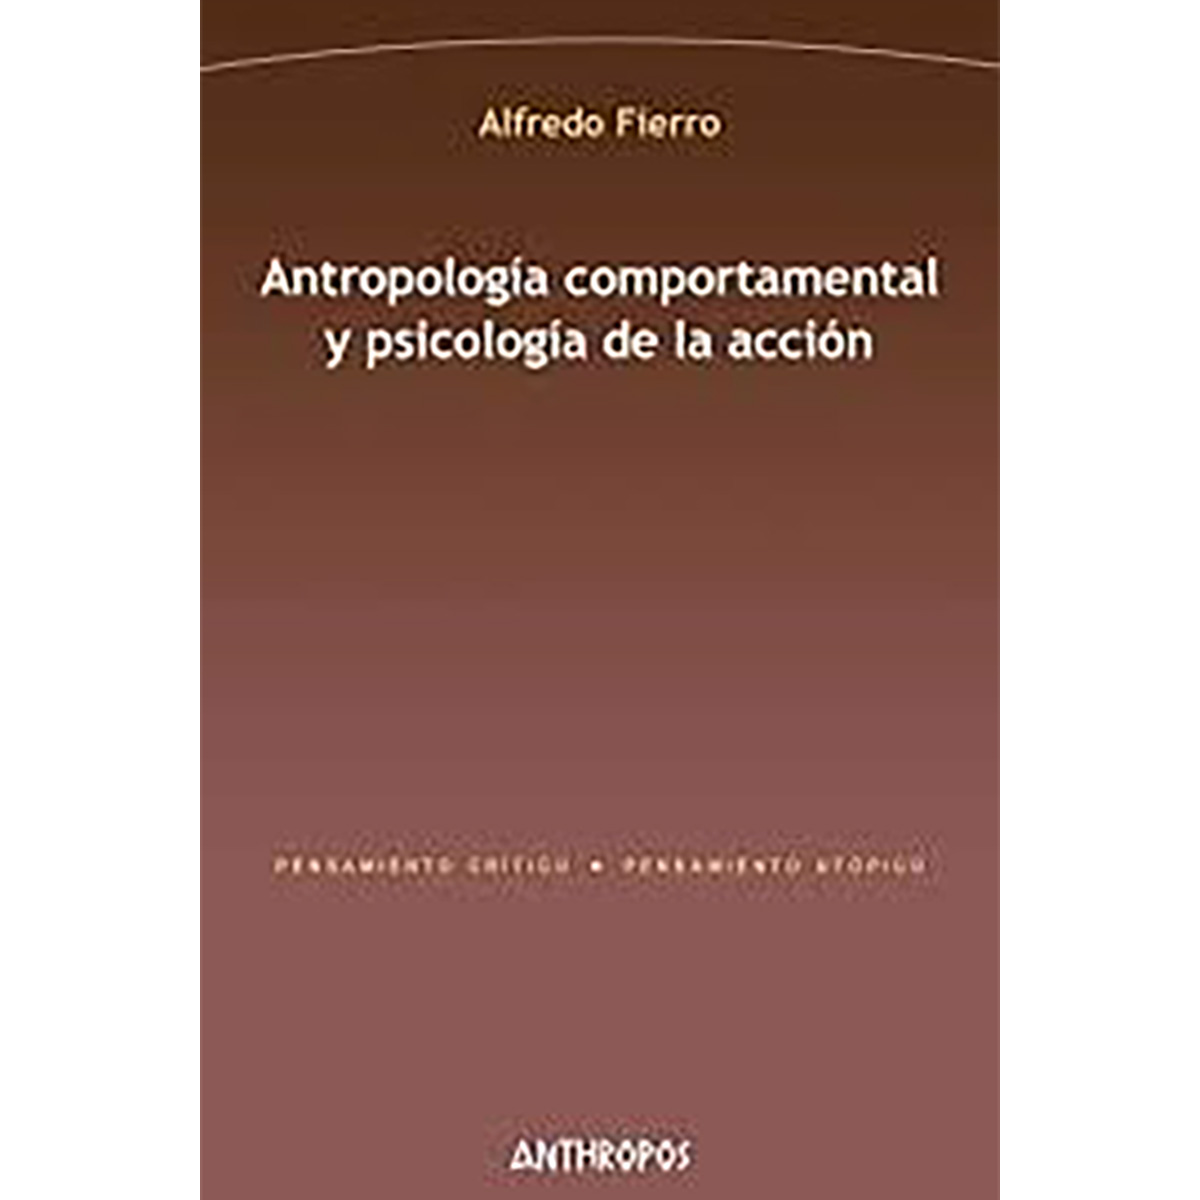 Alfredo Fierro
Antropología comportamental
y psicología de la acción
PENSAMIENTO CRÍTICO • PENSAMIENTO UTÓPICO
ANTHROPOS